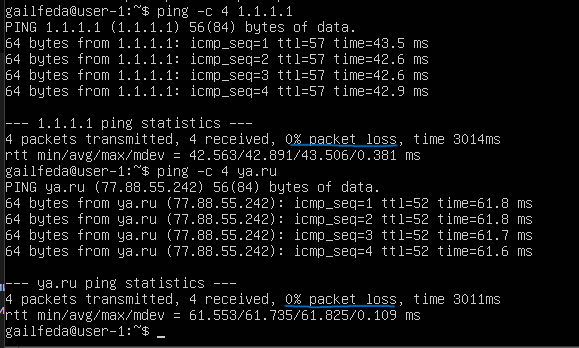 gailfeda@user-1:~$ ping -c 4 1.1.1.1
PING 1.1.1.1 (1.1.1.1) 56(84) bytes of data.
64 bytes from 1.1.1.1: icmp_seq=1 ttl=57 time=43.5 ms
64 bytes from 1.1.1.1: icmp_seq=2 ttl=57 time=42.6 ms
64 bytes from 1.1.1.1: icmp_seq=3 ttl=57 time=42.6 ms
64 bytes from 1.1.1.1: icmp_seq=4 ttl=57 time=42.9 ms
--- 1.1.1.1 ping statistics ---
4 packets transmitted, 4 received, 0% packet loss, time 3014ms
rtt min/avg/max/mdev = 42.563/42.891/43.506/0.381 ms
gailfeda@user-1:~$ ping -c 4 ya.ru
PING ya.ru (77.88.55.242) 56(84) bytes of data.
64 bytes from ya.ru (77.88.55.242): icmp_seq=1 ttl=52 time=61.8 ms
64 bytes from ya.ru (77.88.55.242): icmp_seq=2 ttl=52 time=61.8 ms
64 bytes from ya.ru (77.88.55.242): icmp_seq=3 ttl=52 time=61.7 ms
64 bytes from ya.ru (77.88.55.242): icmp_seq=4 ttl=52 time=61.6 ms
--- ya.ru ping statistics ---
4 packets transmitted, 4 received, 0% packet loss, time 3011ms
rtt min/avg/max/mdev = 61.553/61.735/61.825/0.109 ms
gailfeda@user-1:~$ _